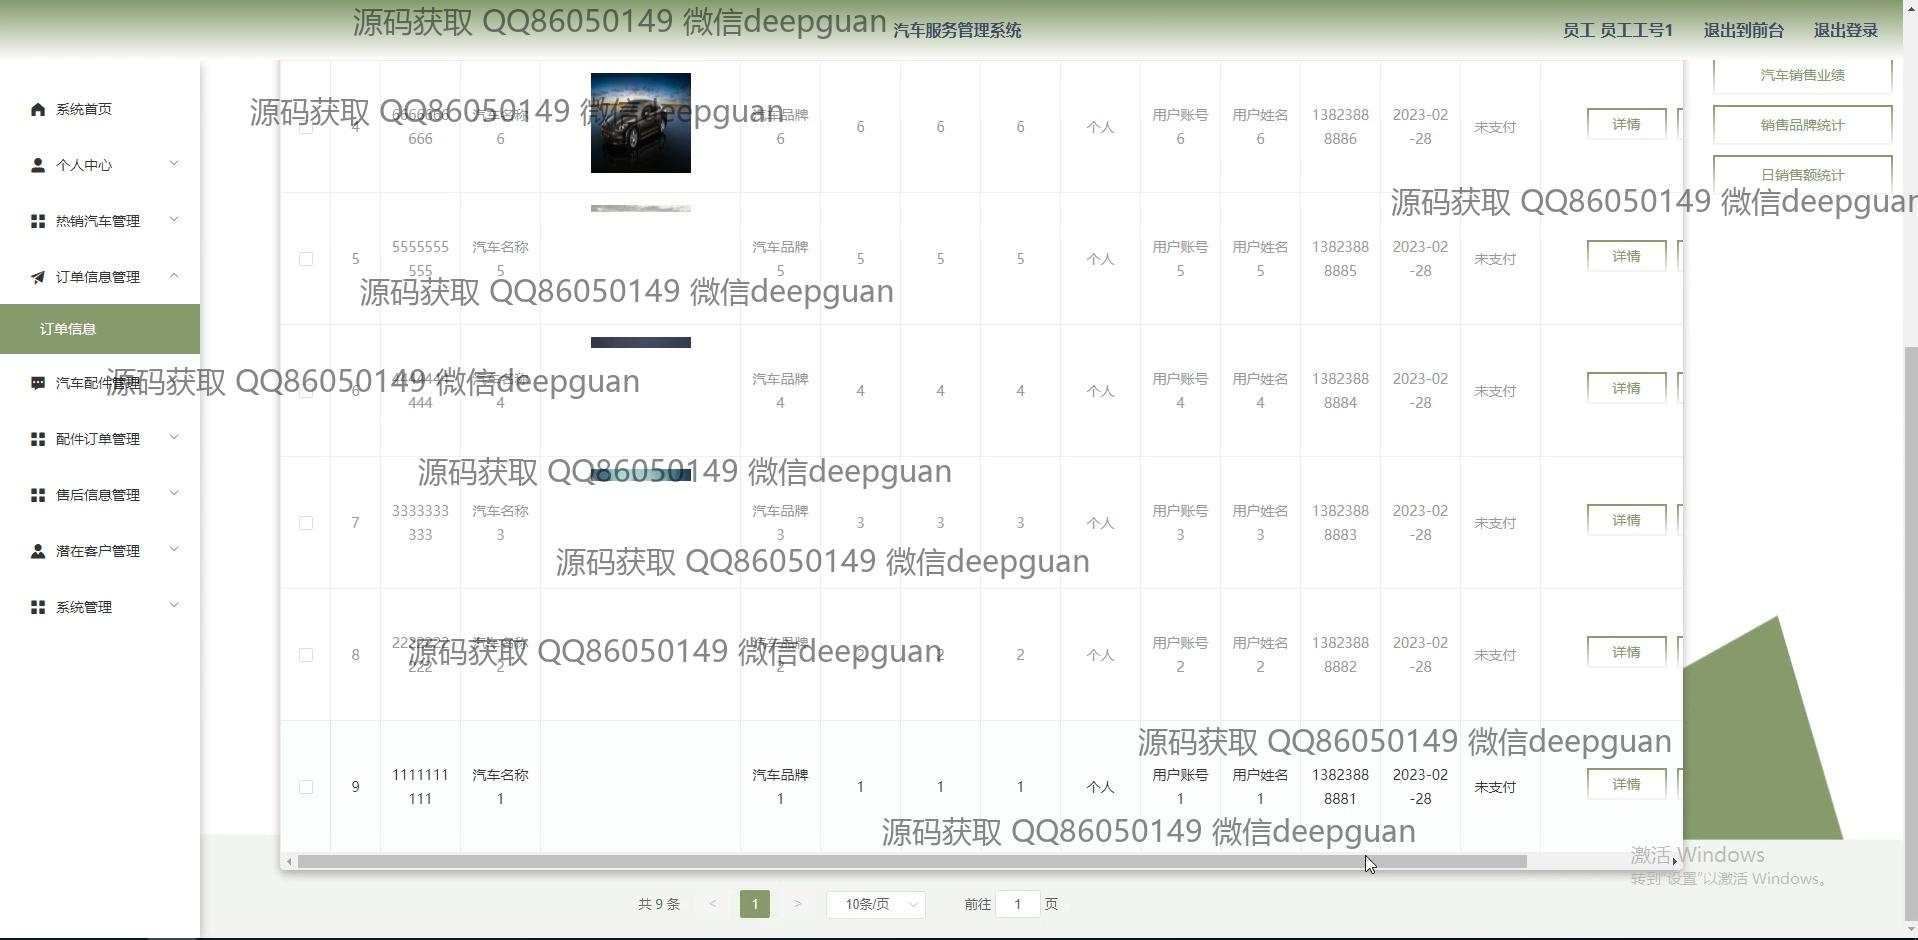 源码获取 QQ86050149 微信deepguan
汽车服务管理系统
员工 员工工号1
退出到前台
退出登录
系统首页
个人中心
热销汽车管理
订单信息管理
订单信息
汽车配件管理
配件订单管理
售后信息管理
潜在客户管理
系统管理
汽车销售业绩
销售品牌统计
日销售额统计
源码获取 QQ86050149 微信deepguan
4 6666666 汽车名称 汽车品牌 6 6 6 个人 用户账号 用户姓名 1382388 2023-02 未支付 详情
666 6 6 6 6 8886 -28
源码获取 QQ86050149 微信deepguan
5 5555555 汽车名称 汽车品牌 5 5 5 个人 用户账号 用户姓名 1382388 2023-02 未支付 详情
555 5 5 5 5 8885 -28
源码获取 QQ86050149 微信deepguan
6 4444444 汽车名称 汽车品牌 4 4 4 个人 用户账号 用户姓名 1382388 2023-02 未支付 详情
444 4 4 4 4 8884 -28
源码获取 QQ86050149 微信deepguan
源码获取 QQ86050149 微信deepguan
7 3333333 汽车名称 汽车品牌 3 3 3 个人 用户账号 用户姓名 1382388 2023-02 未支付 详情
333 3 3 3 3 8883 -28
源码获取 QQ86050149 微信deepguan
8 2222222 汽车名称 汽车品牌 2 2 2 个人 用户账号 用户姓名 1382388 2023-02 未支付 详情
222 2 2 2 2 8882 -28
源码获取 QQ86050149 微信deepguan
源码获取 QQ86050149 微信deepguan
9 1111111 汽车名称 汽车品牌 1 1 1 个人 用户账号 用户姓名 1382388 2023-02 未支付 详情
111 1 1 1 1 8881 -28
源码获取 QQ86050149 微信deepguan
激活 Windows
转到“设置”以激活 Windows。
共 9 条 < 1 > 10条/页 前往 1 页